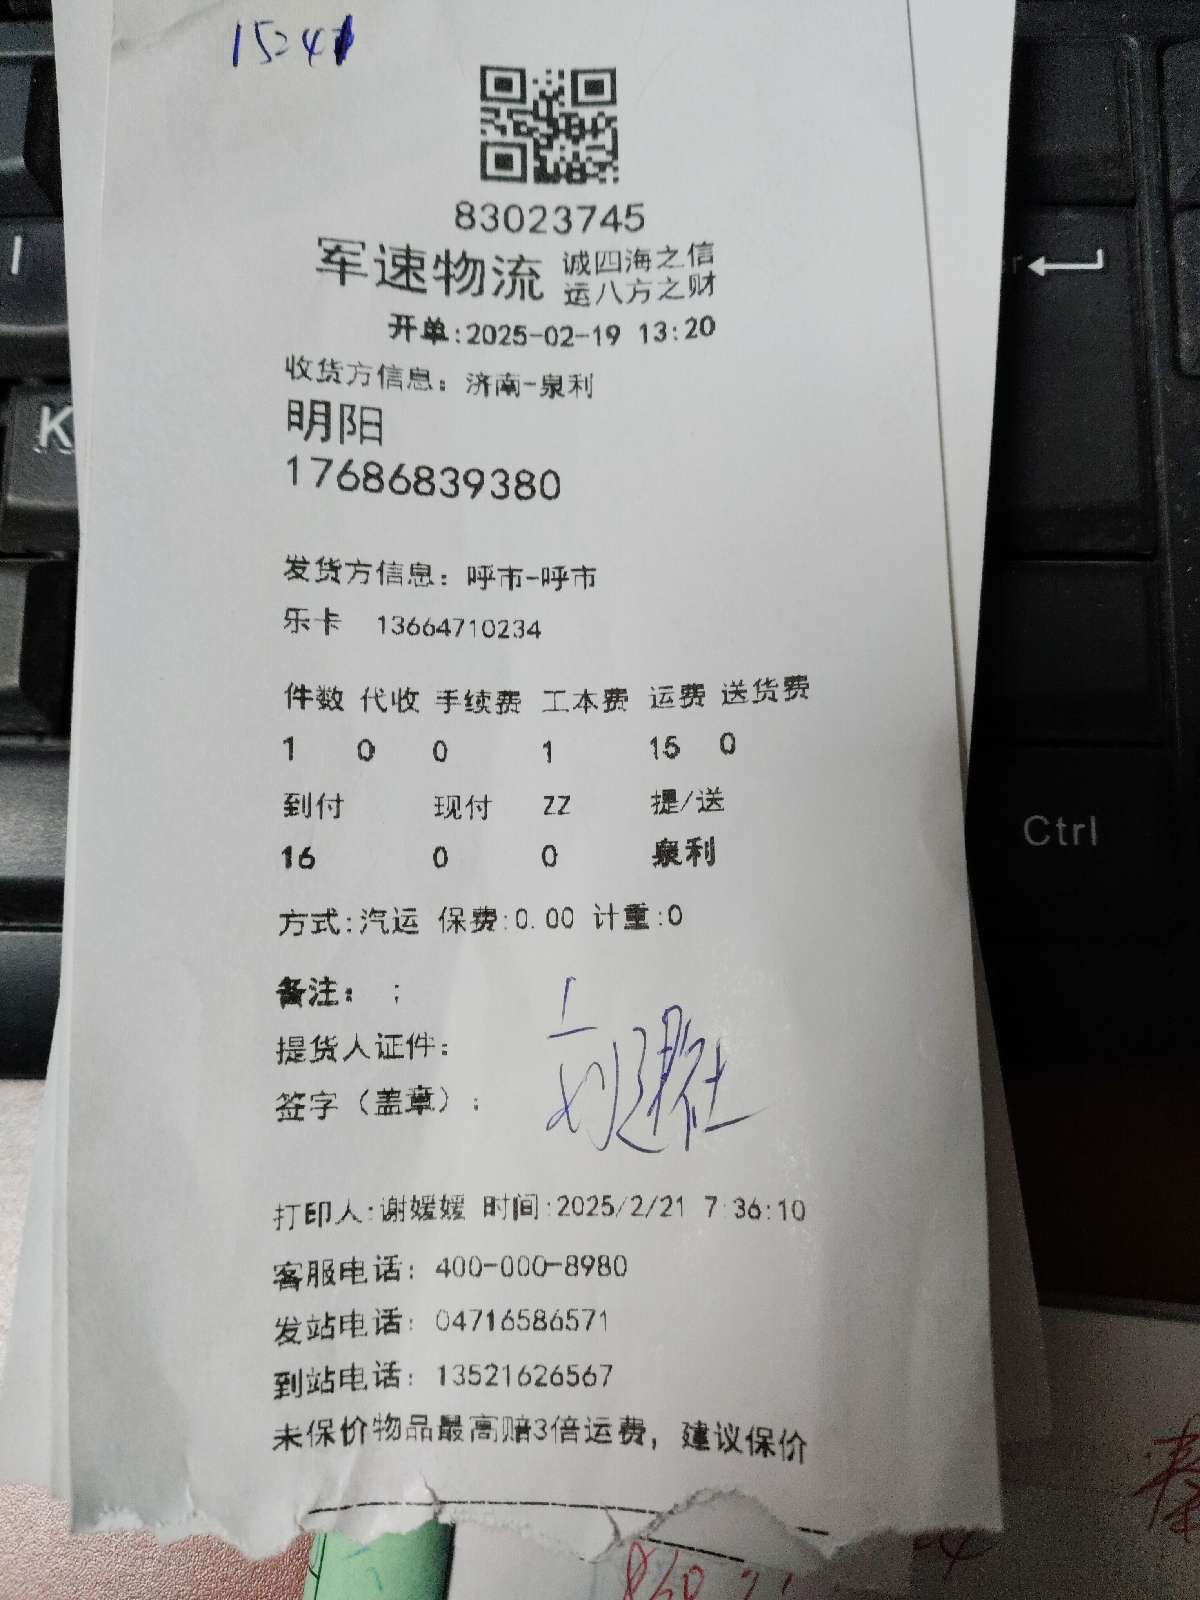 83023745
军速物流 诚四海之信
运八方之财
开单:2025-02-19 13:20
收货方信息: 济南-泉利
明阳
17686839380
发货方信息: 呼市-呼市
乐卡 13664710234
件数 代收 手续费 工本费 运费 送货费
1 0 0 1 15 0
到付 现付 ZZ 提/送
16 0 0 泉利
方式:汽运 保费:0.00 计重:0
备注: ;
提货人证件:
签字（盖章）:
打印人:谢媛媛 时间:2025/2/21 7:36:10
客服电话: 400-000-8980
发站电话: 04716586571
到站电话: 13521626567
未保价物品最高赔3倍运费, 建议保价
K
Ctrl